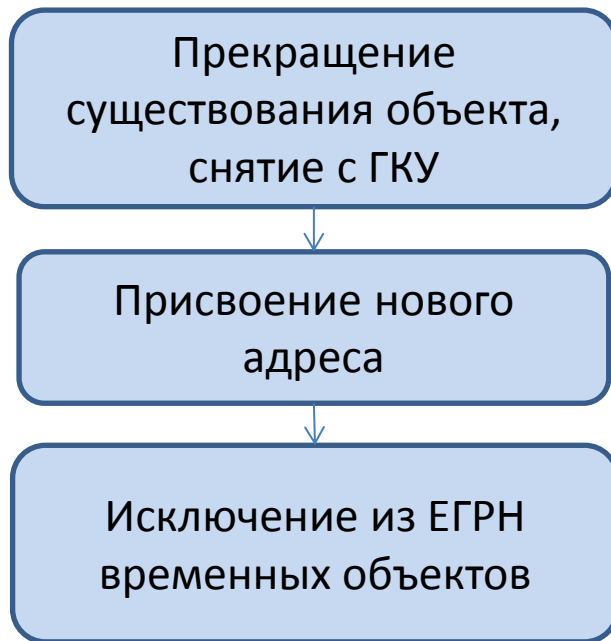 Прекращение
существования объекта,
снятие с ГКУ
Присвоение нового
адреса
Исключение из ЕГРН
временных объектов